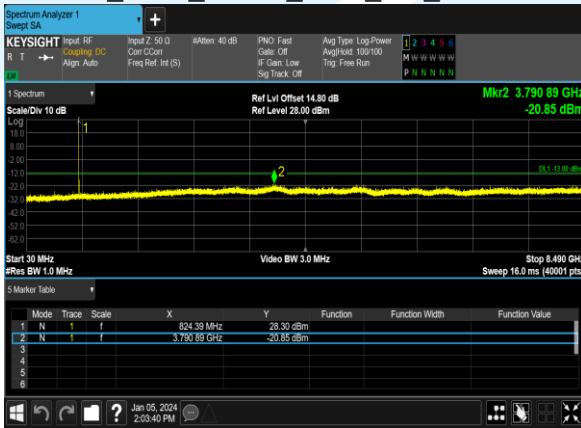 Spectrum Analyzer 1
Swept SA
+
KEYSIGHT
R T
LW
Input: RF
Coupling: DC
Align: Auto
Input Z: 50 Ω
Corr CCorr
Freq Ref: Int (S)
#Atten: 40 dB
PNO: Fast
Gate: Off
IF Gain: Low
Sig Track: Off
Avg Type: Log-Power
Avg|Hold: 100/100
Trig: Free Run
1 2 3 4 5 6
M W W W W W
P N N N N N
1 Spectrum
Scale/Div 10 dB
Ref Lvl Offset 14.80 dB
Ref Level 28.00 dBm
Mkr2 3.790 89 GHz
-20.85 dBm
Log
18.0
8.00
-2.00
-12.0
-22.0
-32.0
-42.0
-52.0
-62.0
1
2
DL1 -13.00 dBm
Start 30 MHz
#Res BW 1.0 MHz
Video BW 3.0 MHz
Stop 8.490 GHz
Sweep 16.0 ms (40001 pts)
5 Marker Table
Mode Trace Scale X Y Function Function Width Function Value
1 N 1 f 824.39 MHz 28.30 dBm
2 N 1 f 3.790 89 GHz -20.85 dBm
3
4
5
6
?
Jan 05, 2024
2:03:40 PM